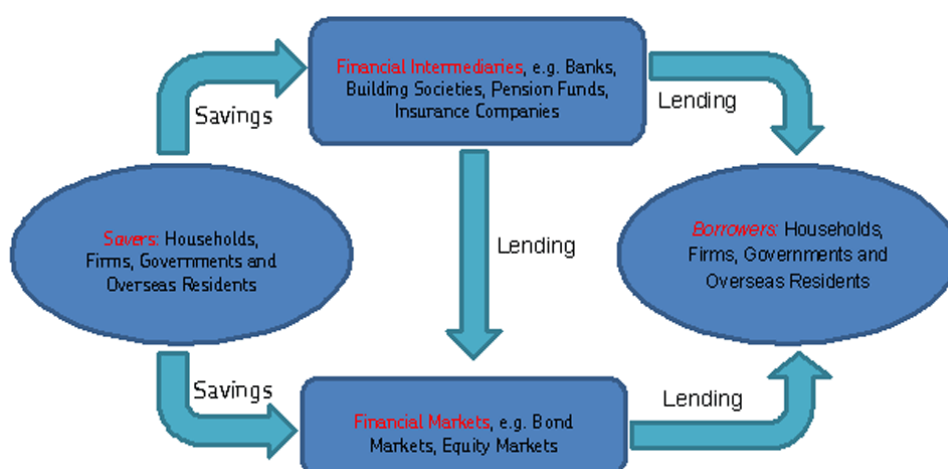 Financial Intermediaries, e.g. Banks,
Building Societies, Pension Funds,
Insurance Companies
Savings
Lending
Savers: Households,
Firms, Governments and
Overseas Residents
Lending
Borrowers: Households,
Firms, Governments and
Overseas Residents
Savings
Lending
Financial Markets, e.g. Bond
Markets, Equity Markets